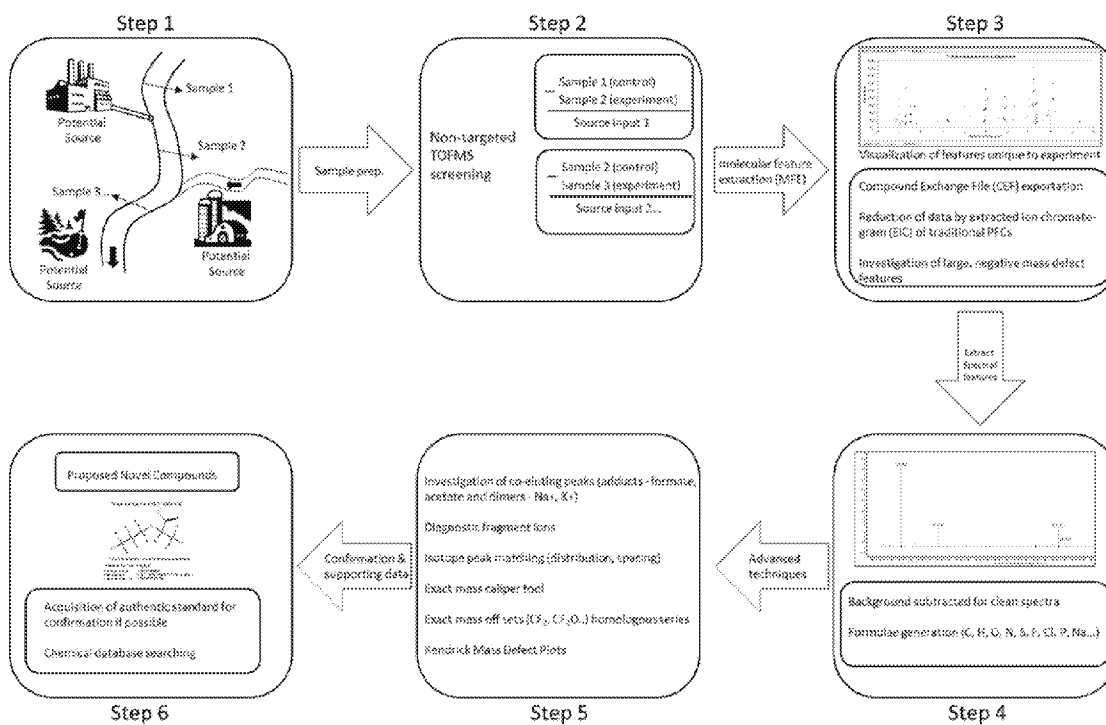 Step 1
Sample 1
Potential
Source
Sample 2
Sample 3
Potential
Source
Potential
Source
Sample prep.
Step 2
Non-targeted
TOFMS
screening
Sample 1 (control)
Sample 2 (experiment)
Source input 1
Sample 2 (control)
Sample 3 (experiment)
Source input 2...
molecular feature
extraction (MFE)
Step 3
Visualization of features unique to experiment
Compound Exchange File (CEF) exportation
Reduction of data by extracted ion chromato-
gram (EIC) of traditional PFCs
Investigation of large, negative mass defect
features
Extract
Spectral
features
Background subtracted for clean spectra
Formulae generation (C, H, O, N, S, F, Cl, P, Na...)
Step 4
Advanced
techniques
Investigation of co-eluting peaks (adducts - formate,
acetate and dimers - Na+, K+)
Diagnostic fragment ions
Isotope peak matching (distribution, spacing)
Exact mass caliper tool
Exact mass off sets (CF₂, CF₂O..) homologous series
Kendrick Mass Defect Plots
Step 5
Confirmation &
supporting data
Proposed Novel Compounds
Acquisition of authentic standard for
confirmation if possible
Chemical database searching
Step 6